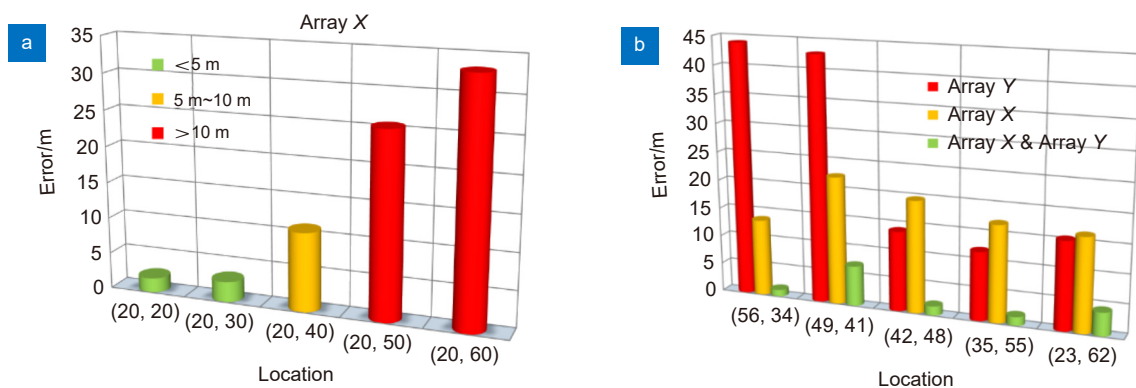 a
Array X
35
30
25
20
15
10
5
0
Error/m
<5 m
5 m~10 m
>10 m
(20, 20)
(20, 30)
(20, 40)
(20, 50)
(20, 60)
Location
b
45
40
35
30
25
20
15
10
5
0
Error/m
Array Y
Array X
Array X & Array Y
(56, 34)
(49, 41)
(42, 48)
(35, 55)
(23, 62)
Location